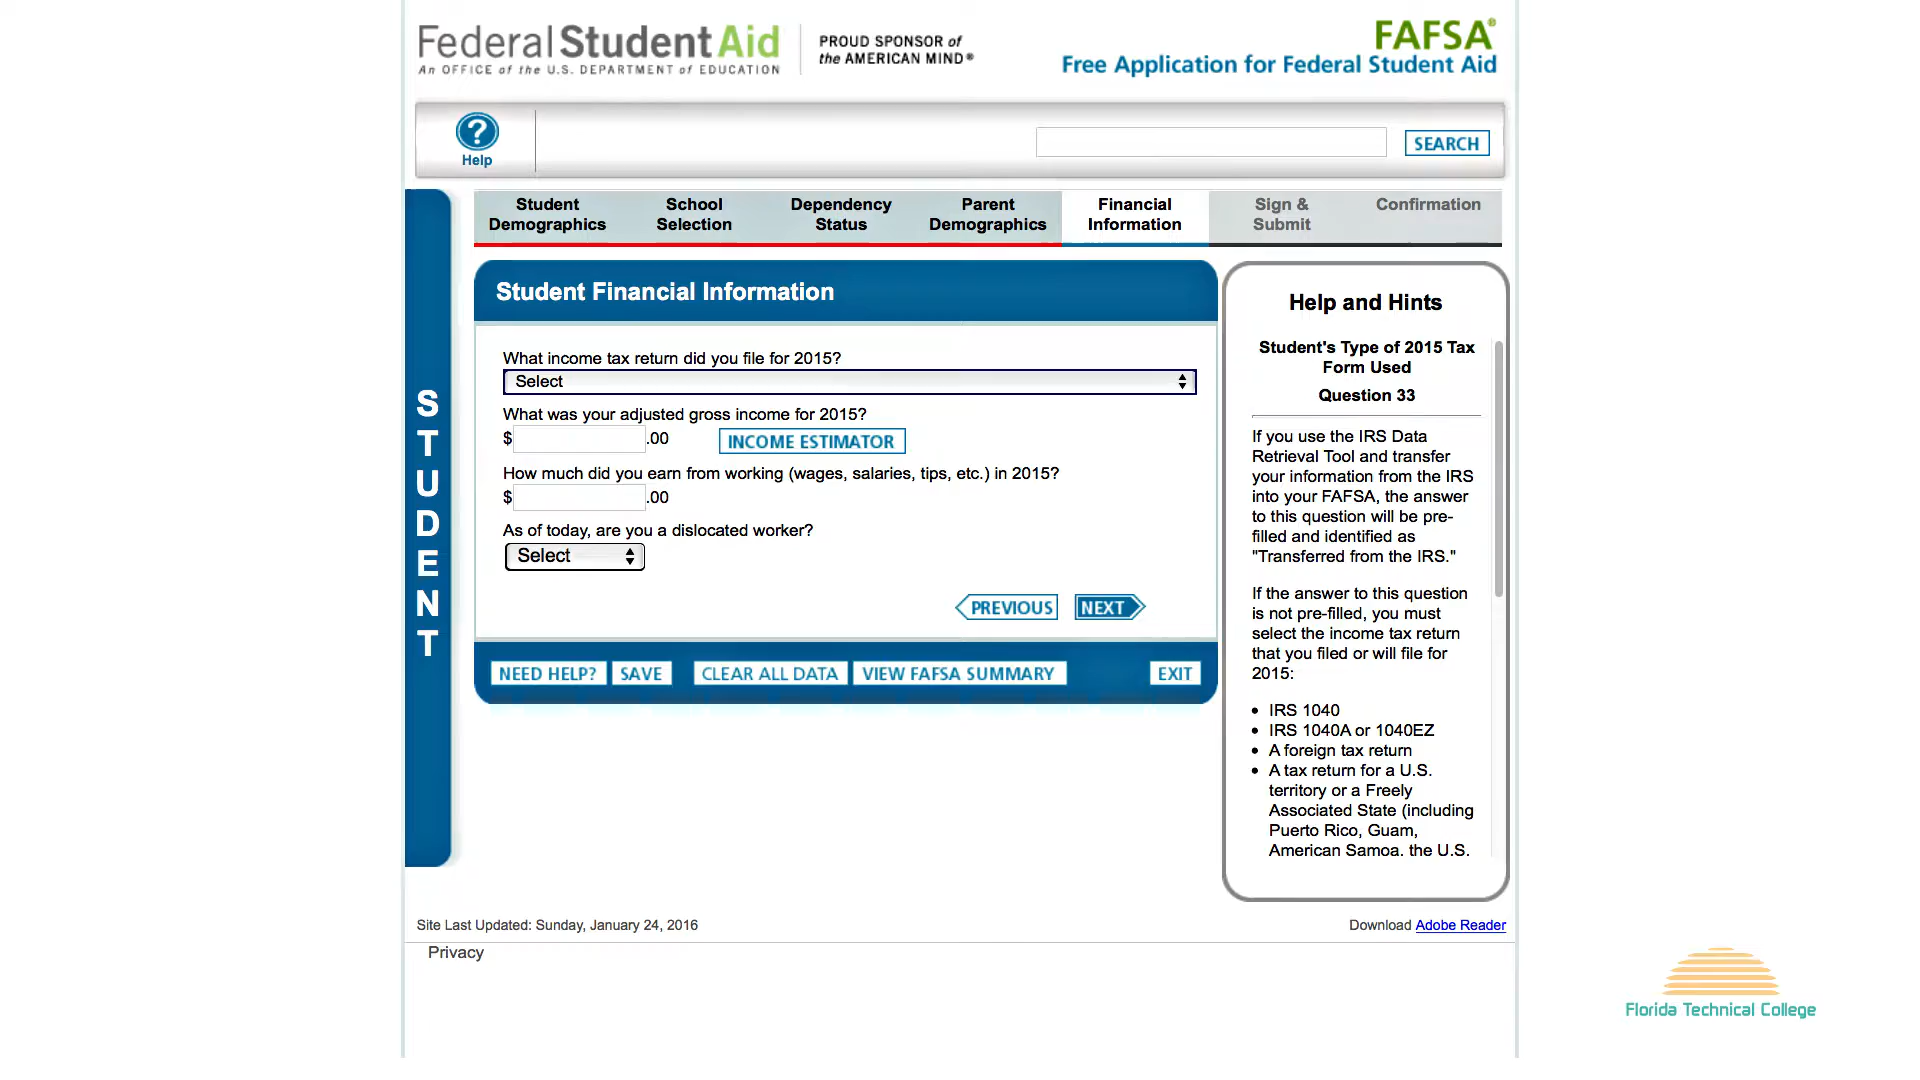 Federal Student Aid
An OFFICE of the U.S. DEPARTMENT of EDUCATION
PROUD SPONSOR of
the AMERICAN MIND®
FAFSA®
Free Application for Federal Student Aid
Help
SEARCH
Student
Demographics
School
Selection
Dependency
Status
Parent
Demographics
Financial
Information
Sign &
Submit
Confirmation
STUDENT
Student Financial Information
What income tax return did you file for 2015?
Select
What was your adjusted gross income for 2015?
$ .00
INCOME ESTIMATOR
How much did you earn from working (wages, salaries, tips, etc.) in 2015?
$ .00
As of today, are you a dislocated worker?
Select
PREVIOUS
NEXT
NEED HELP?
SAVE
CLEAR ALL DATA
VIEW FAFSA SUMMARY
EXIT
Help and Hints
Student's Type of 2015 Tax
Form Used
Question 33
If you use the IRS Data
Retrieval Tool and transfer
your information from the IRS
into your FAFSA, the answer
to this question will be pre-
filled and identified as
"Transferred from the IRS."
If the answer to this question
is not pre-filled, you must
select the income tax return
that you filed or will file for
2015:
• IRS 1040
• IRS 1040A or 1040EZ
• A foreign tax return
• A tax return for a U.S.
territory or a Freely
Associated State (including
Puerto Rico, Guam,
American Samoa, the U.S.
Site Last Updated: Sunday, January 24, 2016
Download Adobe Reader
Privacy
Florida Technical College